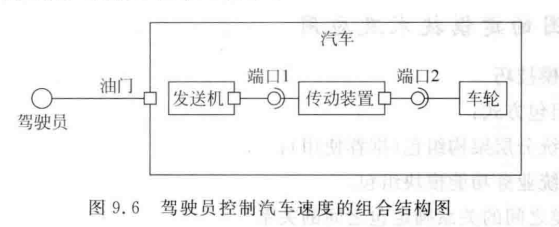 汽车
油门
端口1
端口2
发送机
传动装置
车轮
驾驶员
图 9.6 驾驶员控制汽车速度的组合结构图